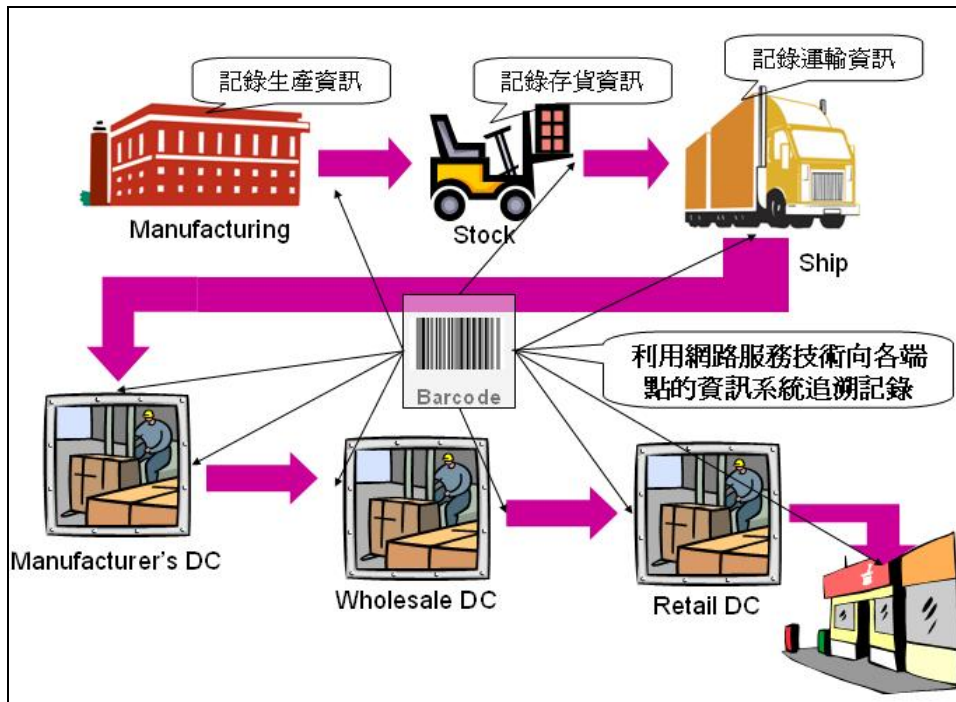 記錄生產資訊
記錄存貨資訊
記錄運輸資訊
Manufacturing
Stock
Ship
Barcode
利用網路服務技術向各端
點的資訊系統追溯記錄
Manufacturer's DC
Wholesale DC
Retail DC